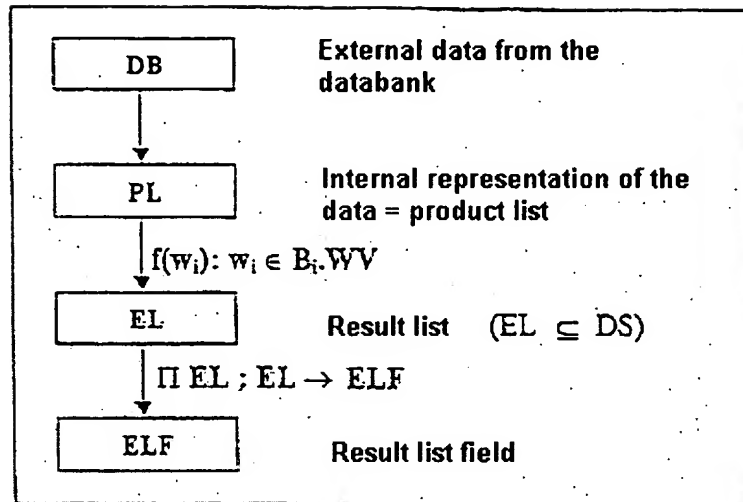 DB
External data from the
databank
PL
Internal representation of the
data = product list
f(wᵢ): wᵢ ∈ Bᵢ.WV
EL
Result list (EL ⊆ DS)
Π EL ; EL → ELF
ELF
Result list field